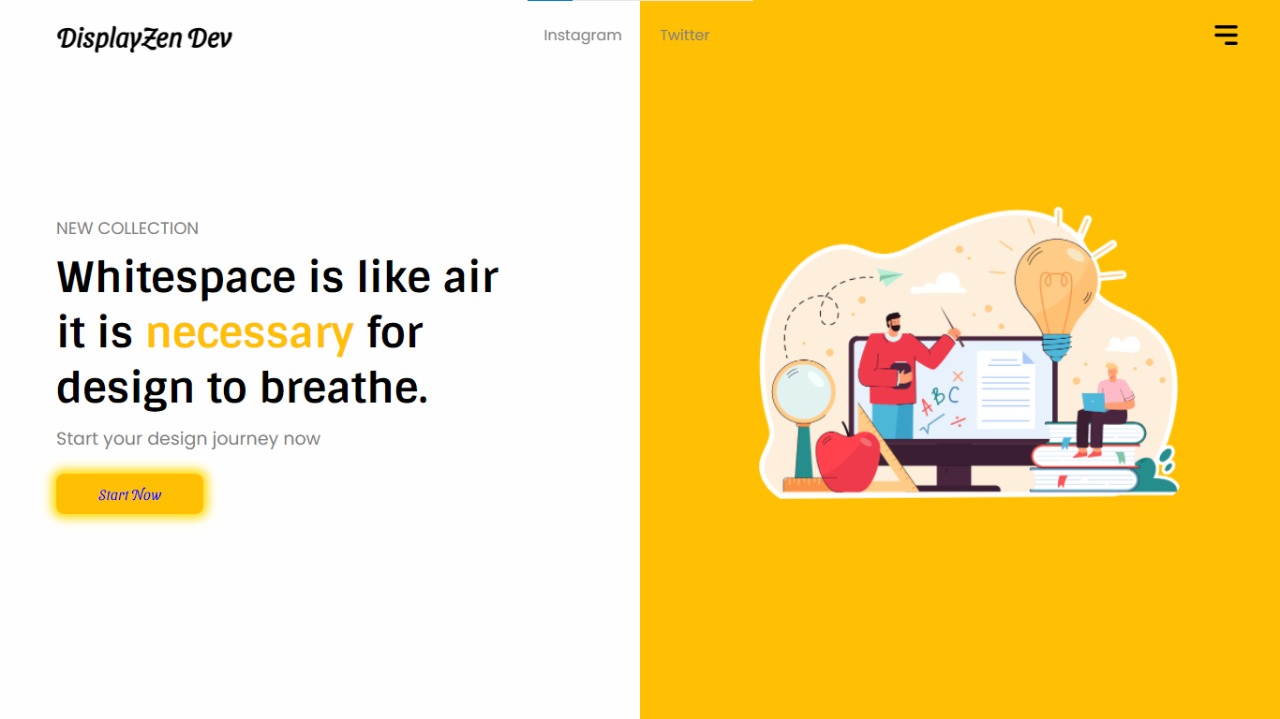 DisplayZen Dev
Instagram
Twitter
NEW COLLECTION
Whitespace is like air
it is necessary for
design to breathe.
Start your design journey now
Start Now
A B C